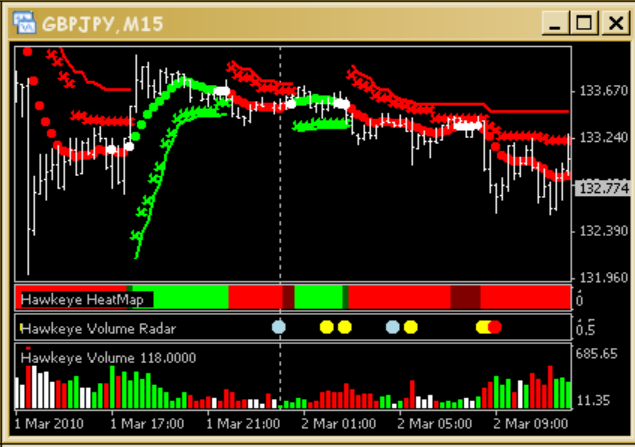 GBPJPY,M15
133.670
133.240
132.774
132.390
131.960
Hawkeye HeatMap
0
Hawkeye Volume Radar
0.5
Hawkeye Volume 118.0000
685.65
11.35
1 Mar 2010 1 Mar 17:00 1 Mar 21:00 2 Mar 01:00 2 Mar 05:00 2 Mar 09:00